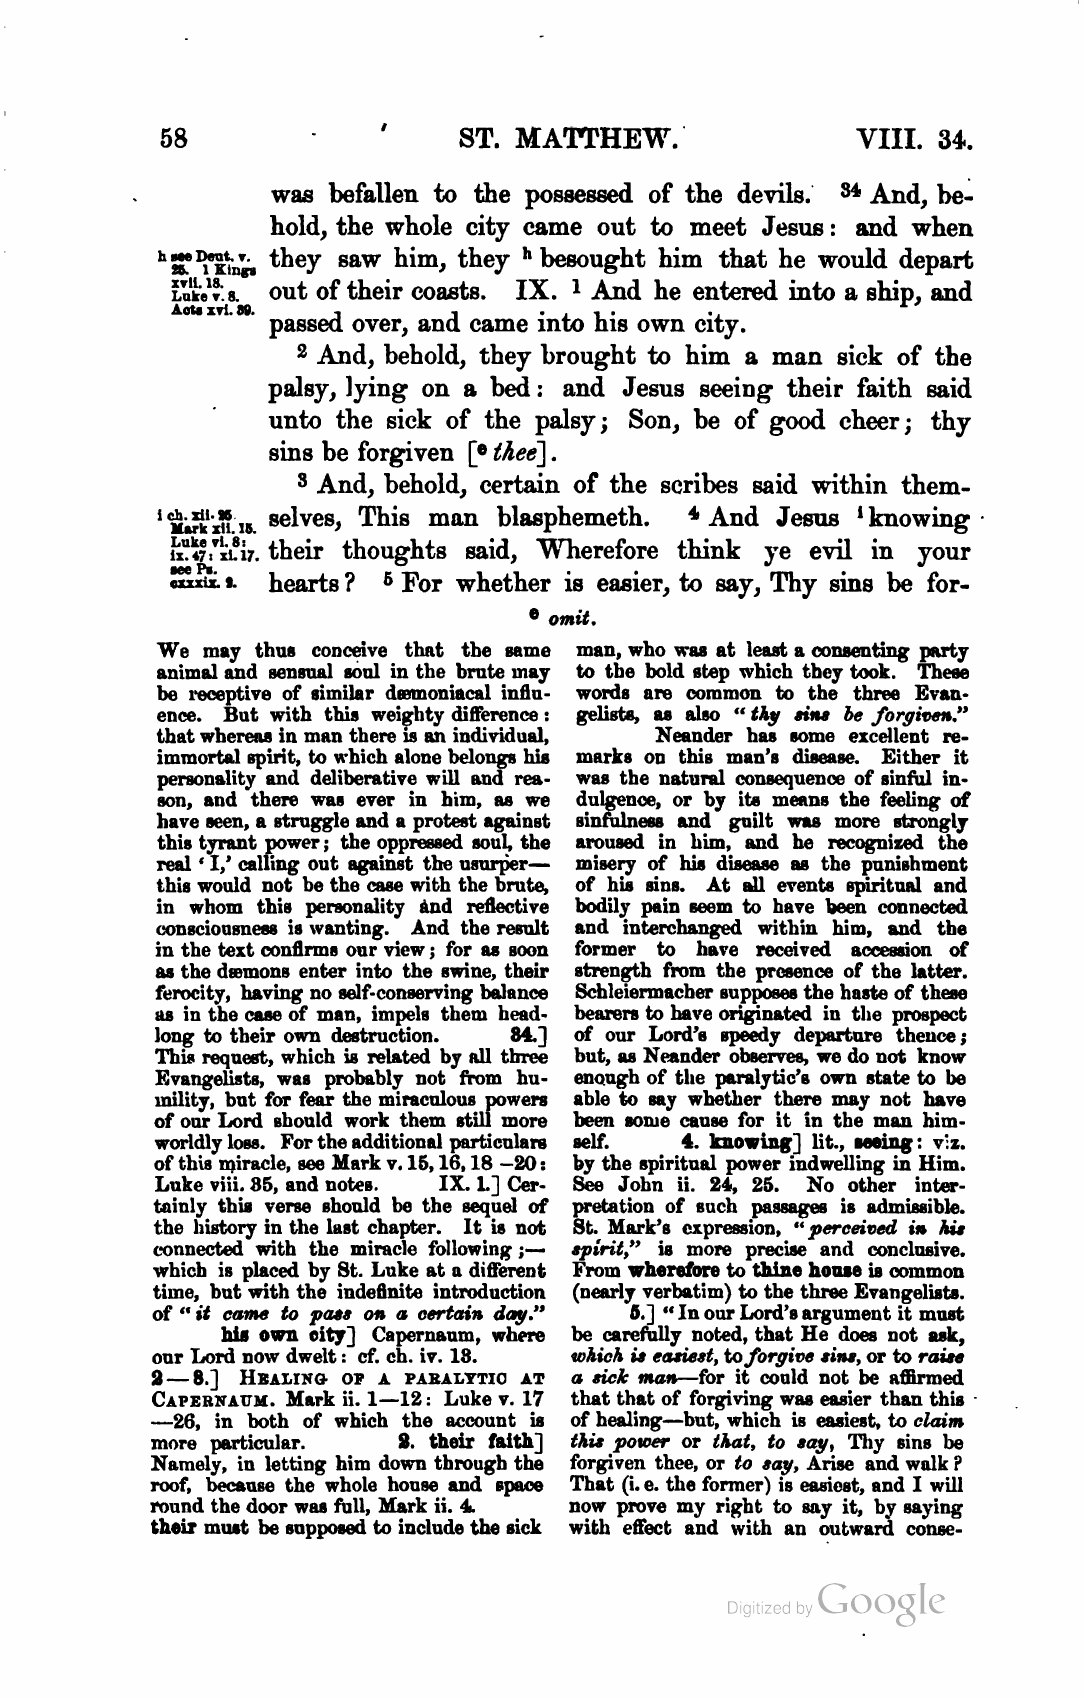 58 ST. MATTHEW. VIII. 34.
was befallen to the possessed of the devils. 34 And, be-
hold, the whole city came out to meet Jesus: and when
they saw him, they h besought him that he would depart
out of their coasts. IX. 1 And he entered into a ship, and
passed over, and came into his own city.
h see Deut. v.
25. 1 Kings
xvii. 18.
Luke v. 8.
Acts xvi. 39.
2 And, behold, they brought to him a man sick of the
palsy, lying on a bed: and Jesus seeing their faith said
unto the sick of the palsy; Son, be of good cheer; thy
sins be forgiven [e thee].
3 And, behold, certain of the scribes said within them-
selves, This man blasphemeth. 4 And Jesus i knowing
their thoughts said, Wherefore think ye evil in your
hearts? 5 For whether is easier, to say, Thy sins be for-
i ch. xii. 25.
Mark xii. 15.
Luke vi. 8:
ix. 47: xi. 17.
see Ps.
cxxxix. 2.
e omit.
We may thus conceive that the same
animal and sensual soul in the brute may
be receptive of similar dæmoniacal influ-
ence. But with this weighty difference:
that whereas in man there is an individual,
immortal spirit, to which alone belongs his
personality and deliberative will and rea-
son, and there was ever in him, as we
have seen, a struggle and a protest against
this tyrant power; the oppressed soul, the
real ‘I,’ calling out against the usurper—
this would not be the case with the brute,
in whom this personality and reflective
consciousness is wanting. And the result
in the text confirms our view; for as soon
as the dæmons enter into the swine, their
ferocity, having no self-conserving balance
as in the case of man, impels them head-
long to their own destruction. 34.]
This request, which is related by all three
Evangelists, was probably not from hu-
mility, but for fear the miraculous powers
of our Lord should work them still more
worldly loss. For the additional particulars
of this miracle, see Mark v. 15, 16, 18—20:
Luke viii. 35, and notes. IX. 1.] Cer-
tainly this verse should be the sequel of
the history in the last chapter. It is not
connected with the miracle following;—
which is placed by St. Luke at a different
time, but with the indefinite introduction
of “it came to pass on a certain day.”
his own city] Capernaum, where
our Lord now dwelt: cf. ch. iv. 13.
2—8.] HEALING OF A PARALYTIC AT
CAPERNAUM. Mark ii. 1—12: Luke v. 17
—26, in both of which the account is
more particular. 2. their faith]
Namely, in letting him down through the
roof, because the whole house and space
round the door was full, Mark ii. 4.
their must be supposed to include the sick
man, who was at least a consenting party
to the bold step which they took. These
words are common to the three Evan-
gelists, as also “thy sins be forgiven.”
Neander has some excellent re-
marks on this man's disease. Either it
was the natural consequence of sinful in-
dulgence, or by its means the feeling of
sinfulness and guilt was more strongly
aroused in him, and he recognized the
misery of his disease as the punishment
of his sins. At all events spiritual and
bodily pain seem to have been connected
and interchanged within him, and the
former to have received accession of
strength from the presence of the latter.
Schleiermacher supposes the haste of these
bearers to have originated in the prospect
of our Lord's speedy departure thence;
but, as Neander observes, we do not know
enough of the paralytic's own state to be
able to say whether there may not have
been some cause for it in the man him-
self. 4. knowing] lit., seeing: viz.
by the spiritual power indwelling in Him.
See John ii. 24, 25. No other inter-
pretation of such passages is admissible.
St. Mark's expression, “perceived in his
spirit,” is more precise and conclusive.
From wherefore to thine house is common
(nearly verbatim) to the three Evangelists.
5.] “In our Lord's argument it must
be carefully noted, that He does not ask,
which is easiest, to forgive sins, or to raise
a sick man—for it could not be affirmed
that that of forgiving was easier than this
of healing—but, which is easiest, to claim
this power or that, to say, Thy sins be
forgiven thee, or to say, Arise and walk?
That (i. e. the former) is easiest, and I will
now prove my right to say it, by saying
with effect and with an outward conse-
Digitized by Google